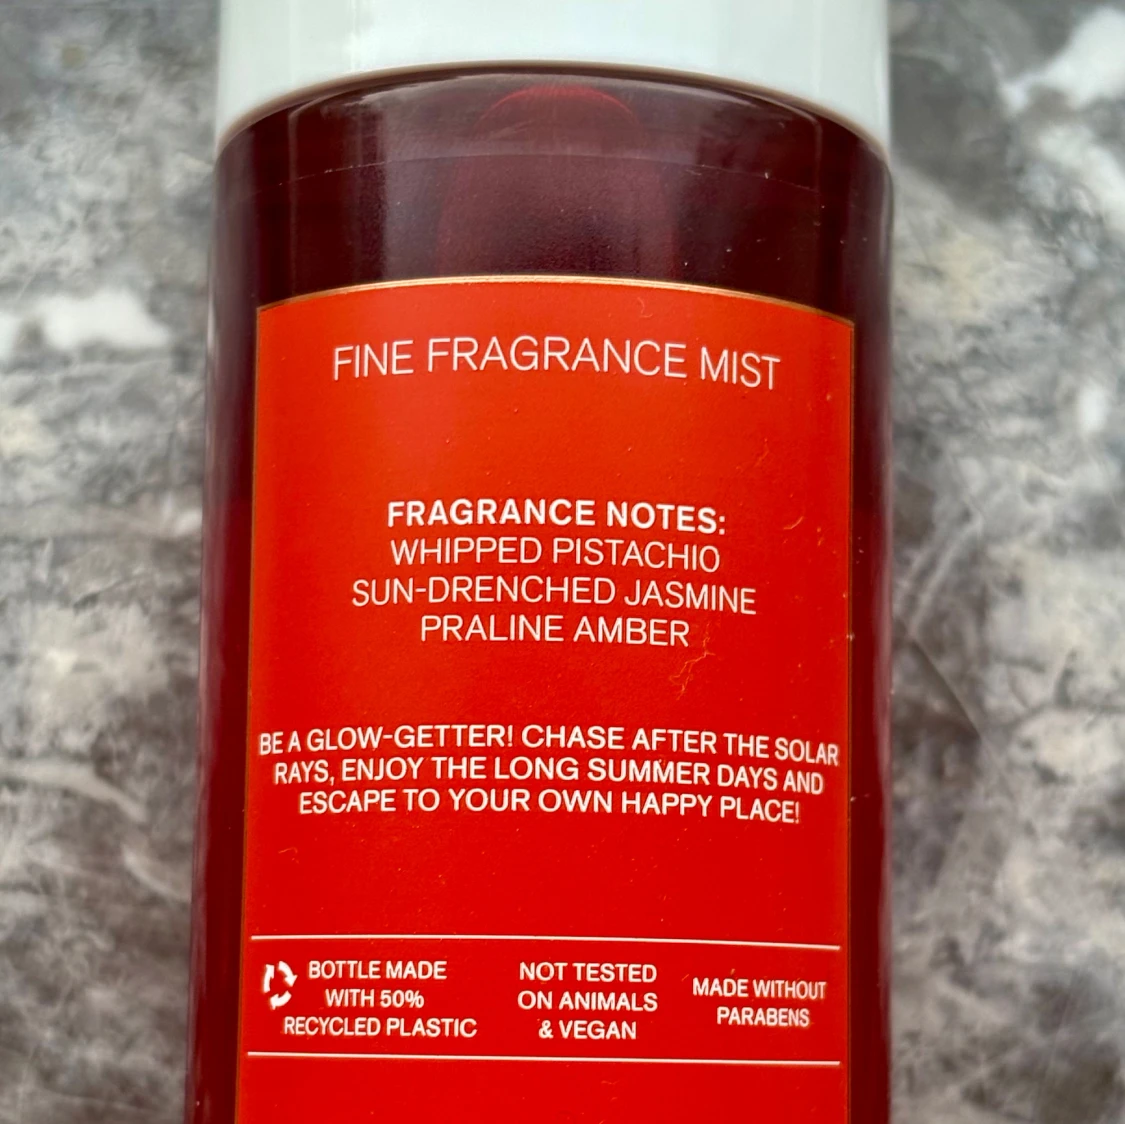 FINE FRAGRANCE MIST
FRAGRANCE NOTES:
WHIPPED PISTACHIO
SUN-DRENCHED JASMINE
PRALINE AMBER
BE A GLOW-GETTER! CHASE AFTER THE SOLAR
RAYS, ENJOY THE LONG SUMMER DAYS AND
ESCAPE TO YOUR OWN HAPPY PLACE!
BOTTLE MADE
WITH 50%
RECYCLED PLASTIC
NOT TESTED
ON ANIMALS
& VEGAN
MADE WITHOUT
PARABENS